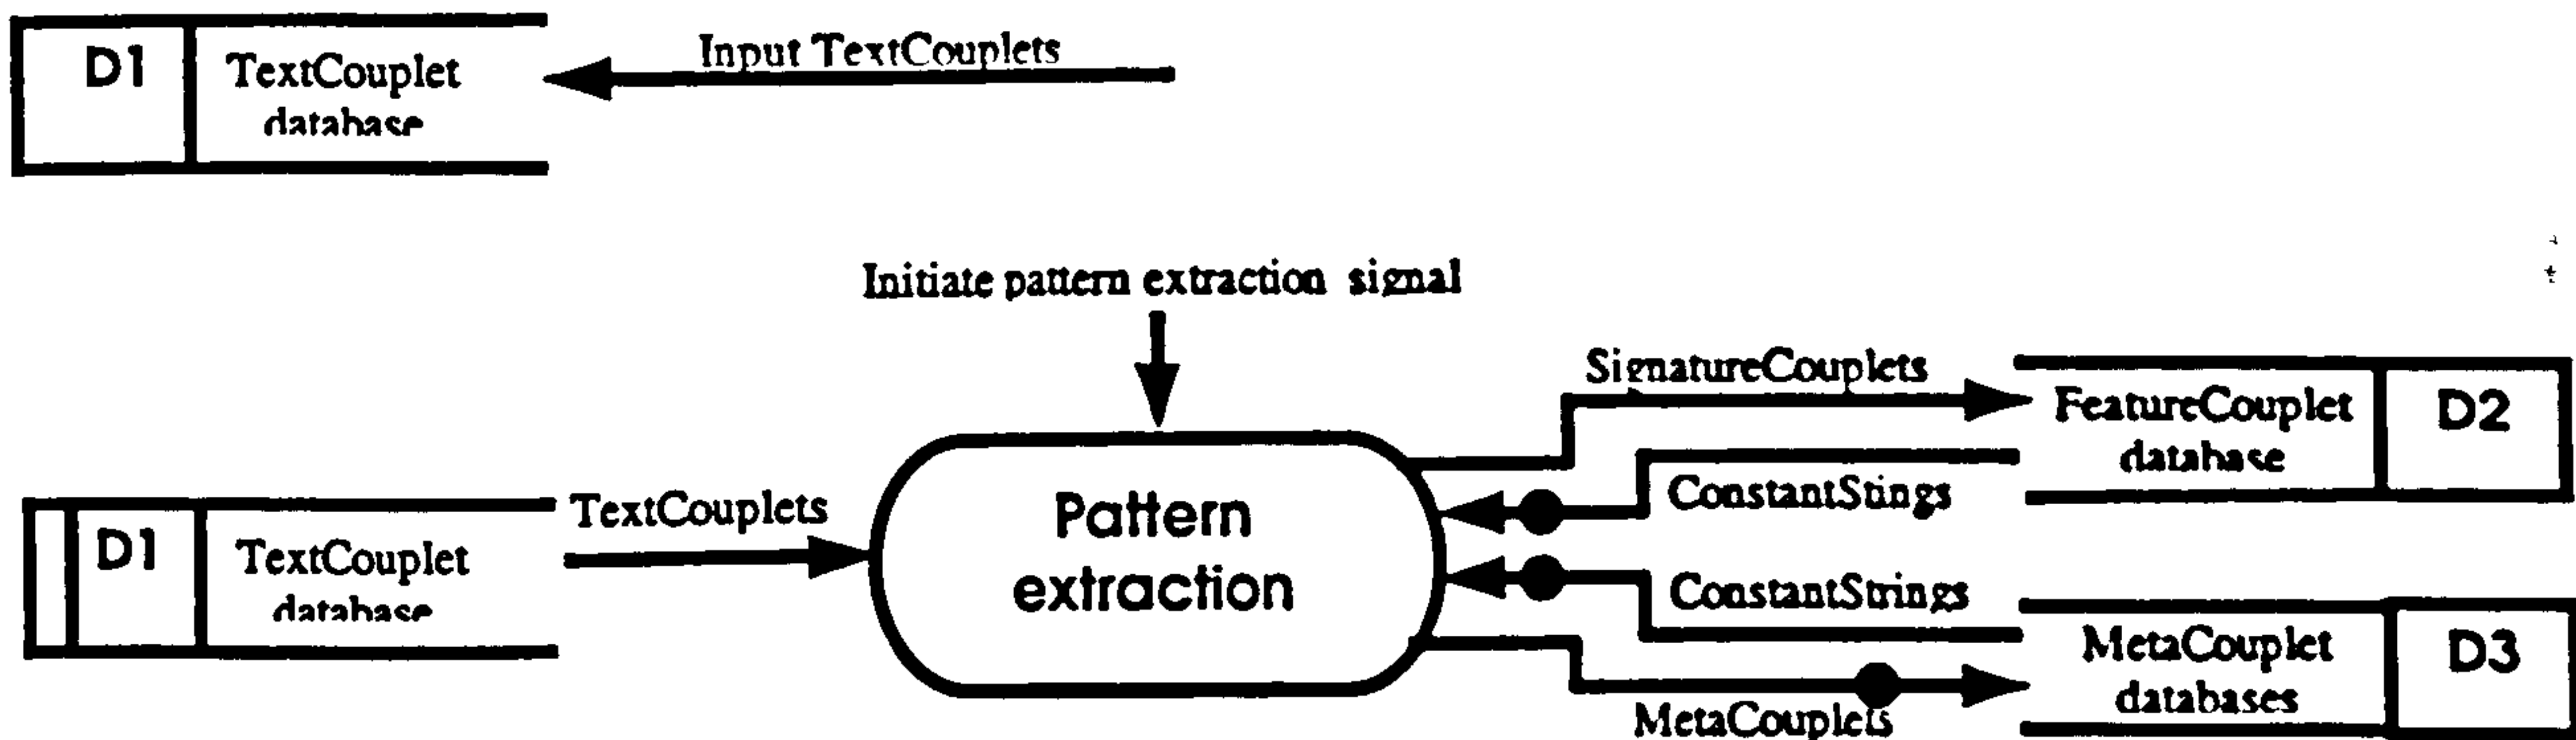 D1
TextCouplet
database
Input TextCouplets
Initiate pattern extraction signal
SignatureCouplets
FeatureCouplet
database
D2
ConstantStings
TextCouplets
D1
TextCouplet
database
Pattern
extraction
ConstantStrings
MetaCouplet
databases
D3
MetaCouplets